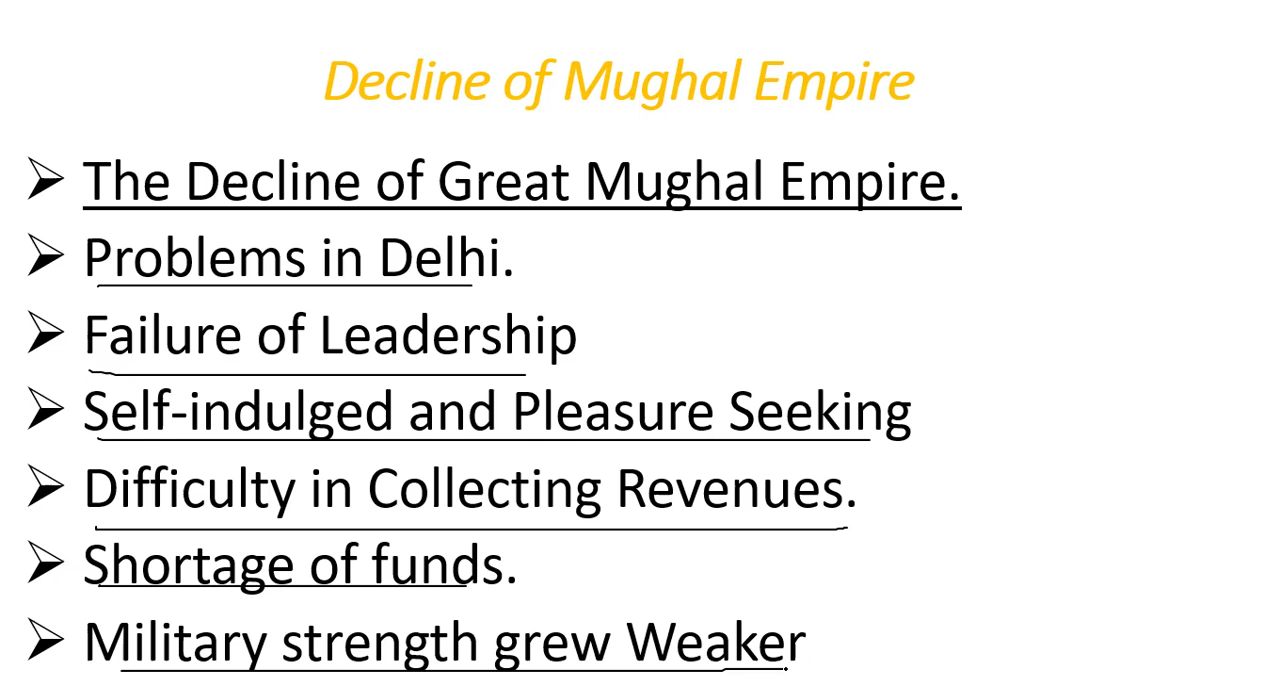 Decline of Mughal Empire
➢ The Decline of Great Mughal Empire.
➢ Problems in Delhi.
➢ Failure of Leadership
➢ Self-indulged and Pleasure Seeking
➢ Difficulty in Collecting Revenues.
➢ Shortage of funds.
➢ Military strength grew Weaker